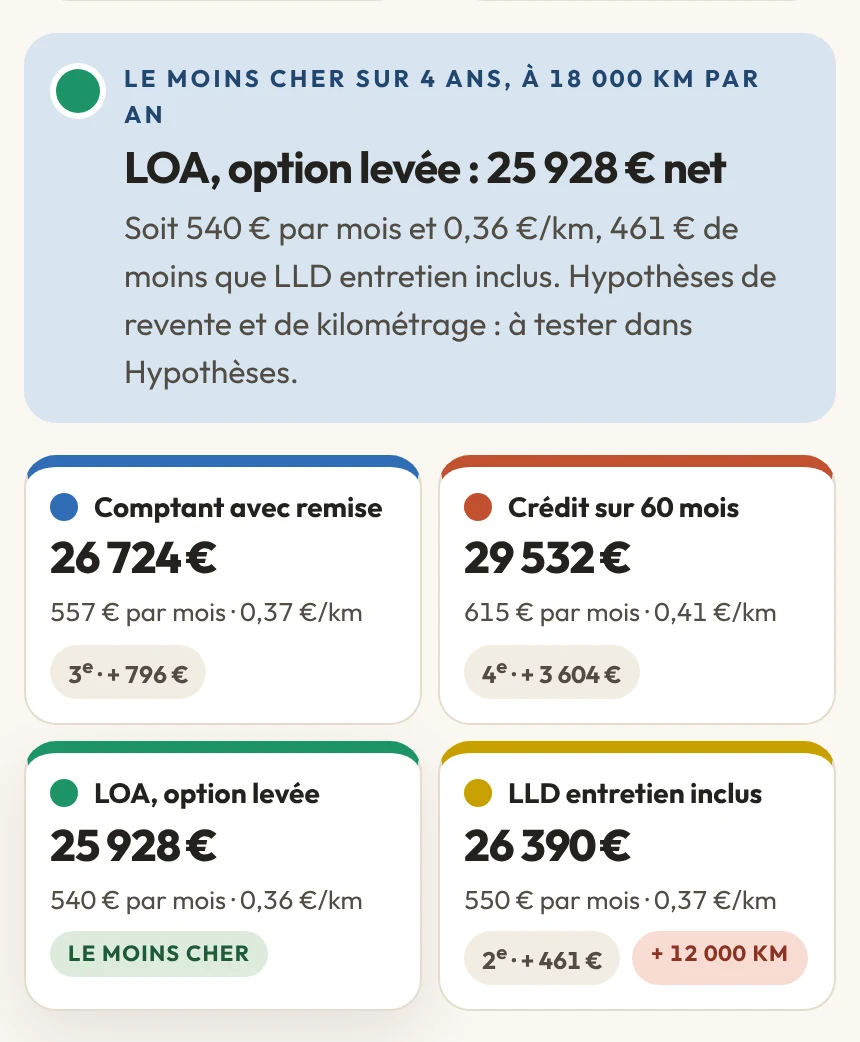 LE MOINS CHER SUR 4 ANS, À 18 000 KM PAR
AN
LOA, option levée : 25 928 € net
Soit 540 € par mois et 0,36 €/km, 461 € de
moins que LLD entretien inclus. Hypothèses de
revente et de kilométrage : à tester dans
Hypothèses.
Comptant avec remise
26 724 €
557 € par mois · 0,37 €/km
3e · + 796 €
Crédit sur 60 mois
29 532 €
615 € par mois · 0,41 €/km
4e · + 3 604 €
LOA, option levée
25 928 €
540 € par mois · 0,36 €/km
LE MOINS CHER
LLD entretien inclus
26 390 €
550 € par mois · 0,37 €/km
2e · + 461 €
+ 12 000 KM